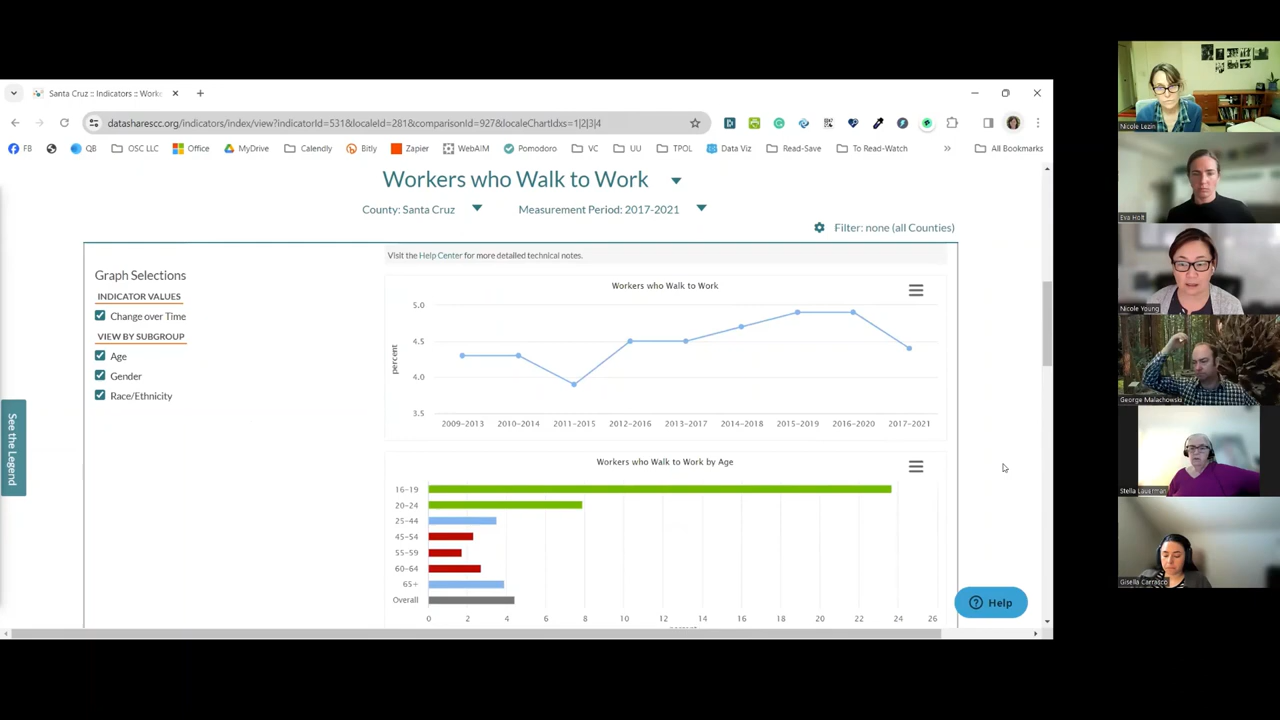 Santa Cruz :: Indicators :: Worke
datasharescc.org/indicators/index/view?indicatorId=531&localeId=281&comparisonId=927&localeChartIdxs=1|2|3|4
FB QB OSC LLC Office MyDrive Calendly Bitly Zapier WebAIM Pomodoro VC UU TPOL Data Viz Read-Save To Read-Watch » All Bookmarks
Workers who Walk to Work
County: Santa Cruz Measurement Period: 2017-2021
Filter: none (all Counties)
Visit the Help Center for more detailed technical notes.
Graph Selections
INDICATOR VALUES
Change over Time
VIEW BY SUBGROUP
Age
Gender
Race/Ethnicity
See the Legend
Workers who Walk to Work
percent
5.0
4.5
4.0
3.5
2009-2013 2010-2014 2011-2015 2012-2016 2013-2017 2014-2018 2015-2019 2016-2020 2017-2021
Workers who Walk to Work by Age
16-19
20-24
25-44
45-54
55-59
60-64
65+
Overall
0 2 4 6 8 10 12 14 16 18 20 22 24 26
Help
Nicole Lezin
Eva Holt
Nicole Young
George Malachowski
Stella Lauerman
Gisella Carrasco